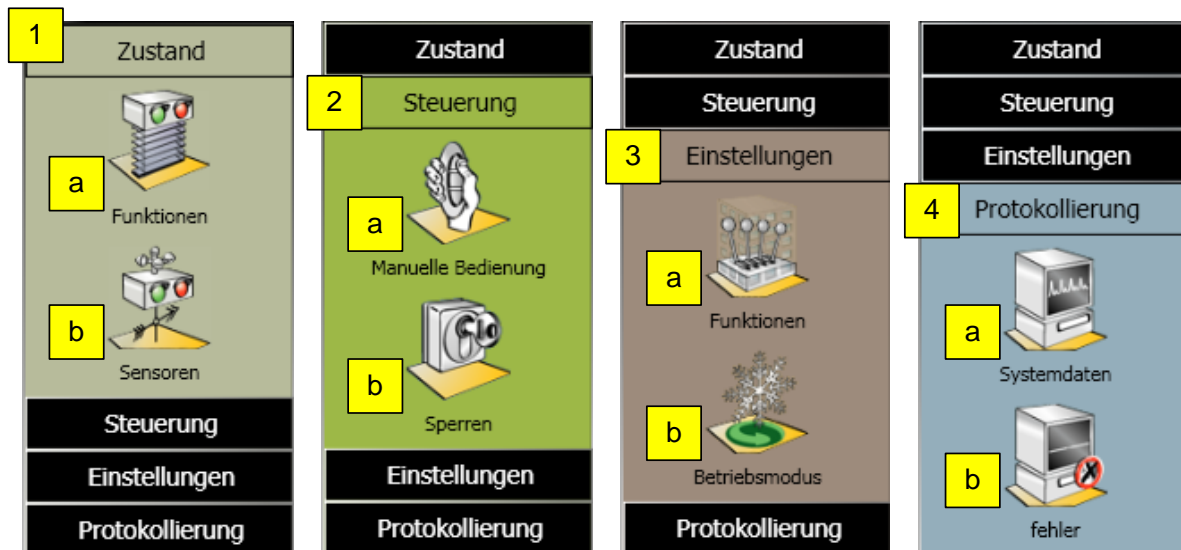 1
Zustand
a
Funktionen
b
Sensoren
Steuerung
Einstellungen
Protokollierung
Zustand
2
Steuerung
a
Manuelle Bedienung
b
Sperren
Einstellungen
Protokollierung
Zustand
Steuerung
3
Einstellungen
a
Funktionen
b
Betriebsmodus
Protokollierung
Zustand
Steuerung
Einstellungen
4
Protokollierung
a
Systemdaten
b
fehler